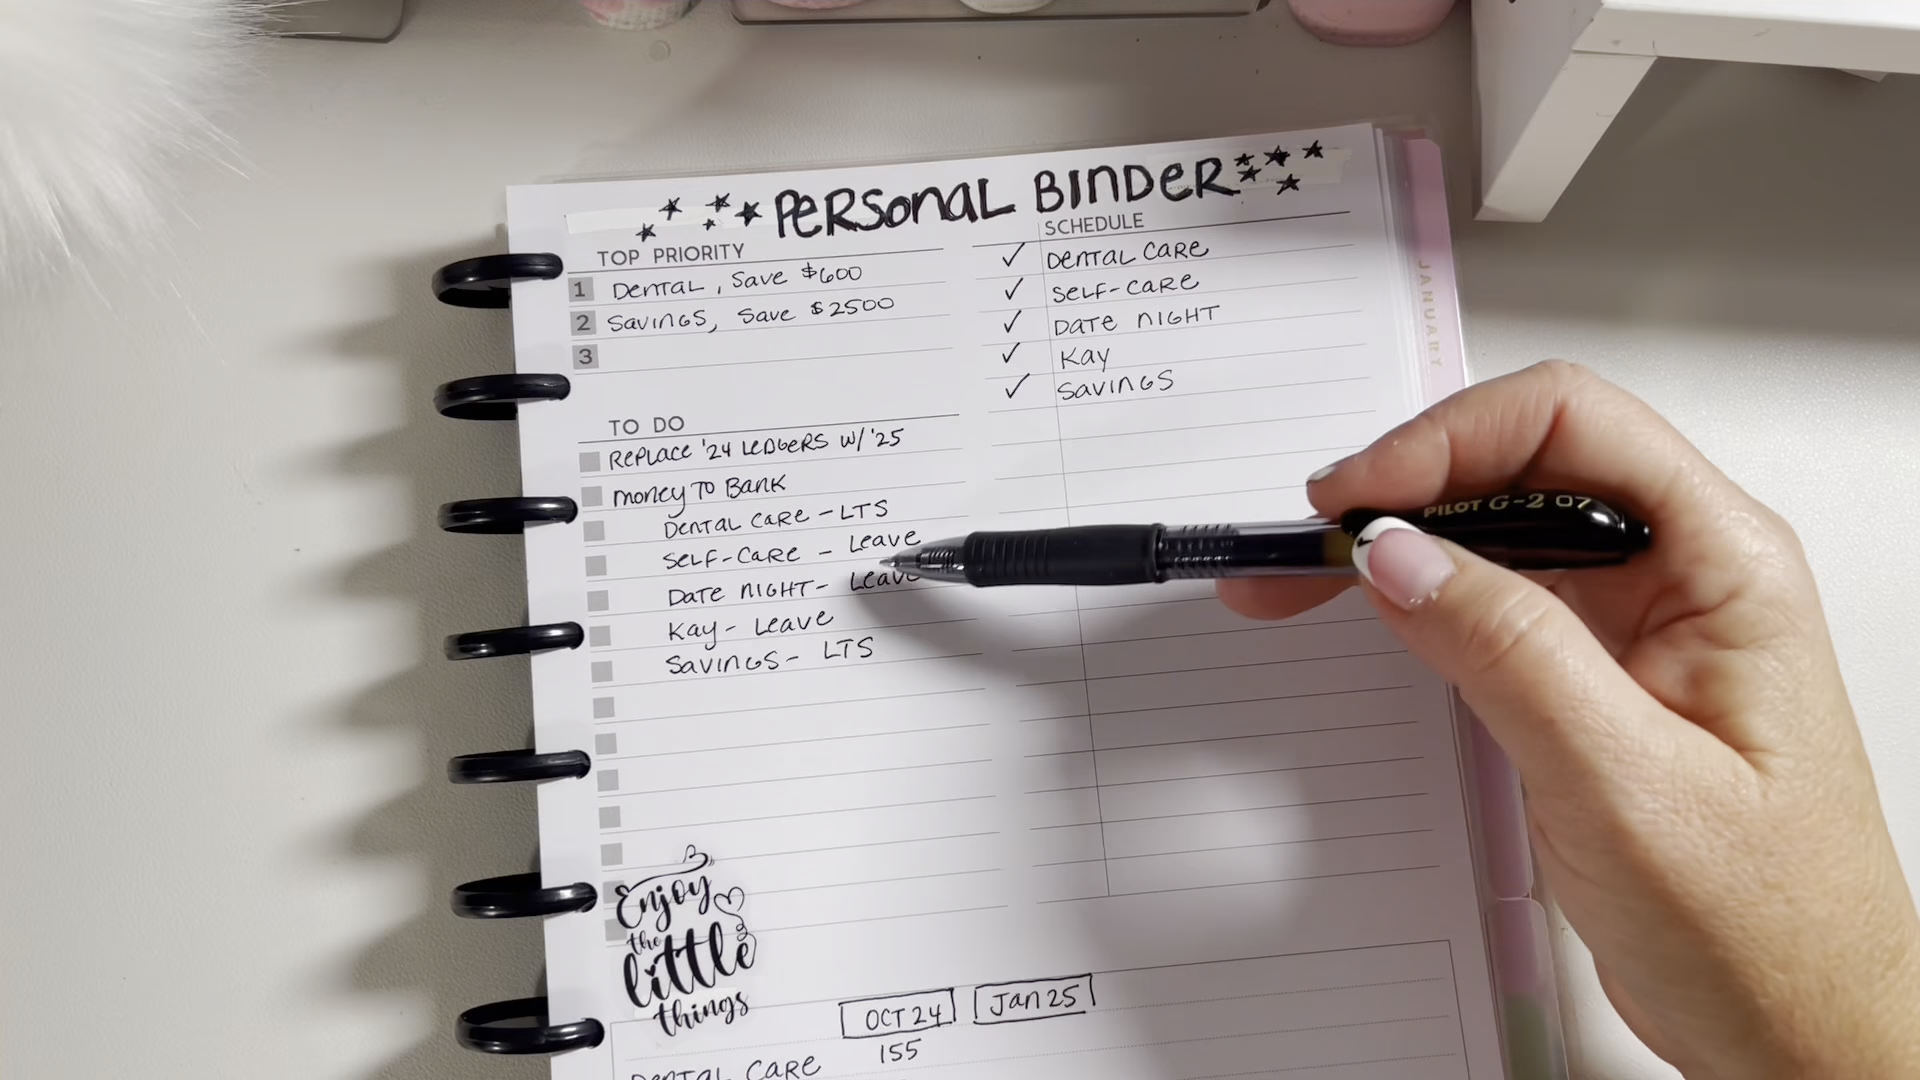 PERSONAL BINDER
TOP PRIORITY
1 DENTAL, Save $600
2 SAVINGS, Save $2500
3
SCHEDULE
✓ DENTAL CARE
✓ SELF-CARE
✓ DATE NIGHT
✓ KAY
✓ SAVINGS
TO DO
REPLACE '24 LEDGERS W/ '25
MONEY TO BANK
DENTAL CARE - LTS
SELF-CARE - LEAVE
DATE NIGHT - LEAVE
KAY - LEAVE
SAVINGS - LTS
Enjoy
the
little
things
OCT 24 Jan 25
155
DENTAL CARE
JANUARY
PILOT G-2 07